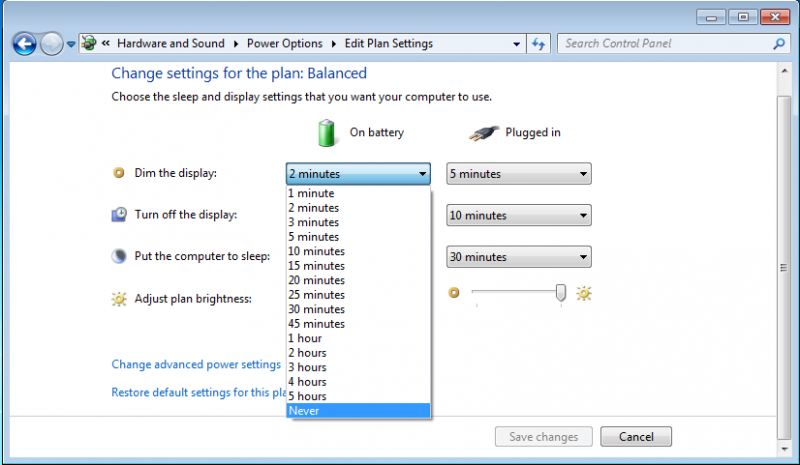 « Hardware and Sound ▸ Power Options ▸ Edit Plan Settings
Search Control Panel
Change settings for the plan: Balanced
Choose the sleep and display settings that you want your computer to use.
On battery
Plugged in
Dim the display:
2 minutes
5 minutes
1 minute
2 minutes
3 minutes
5 minutes
10 minutes
15 minutes
20 minutes
25 minutes
30 minutes
45 minutes
1 hour
2 hours
3 hours
4 hours
5 hours
Never
Turn off the display:
10 minutes
Put the computer to sleep:
30 minutes
Adjust plan brightness:
Change advanced power settings
Restore default settings for this pla
Save changes
Cancel